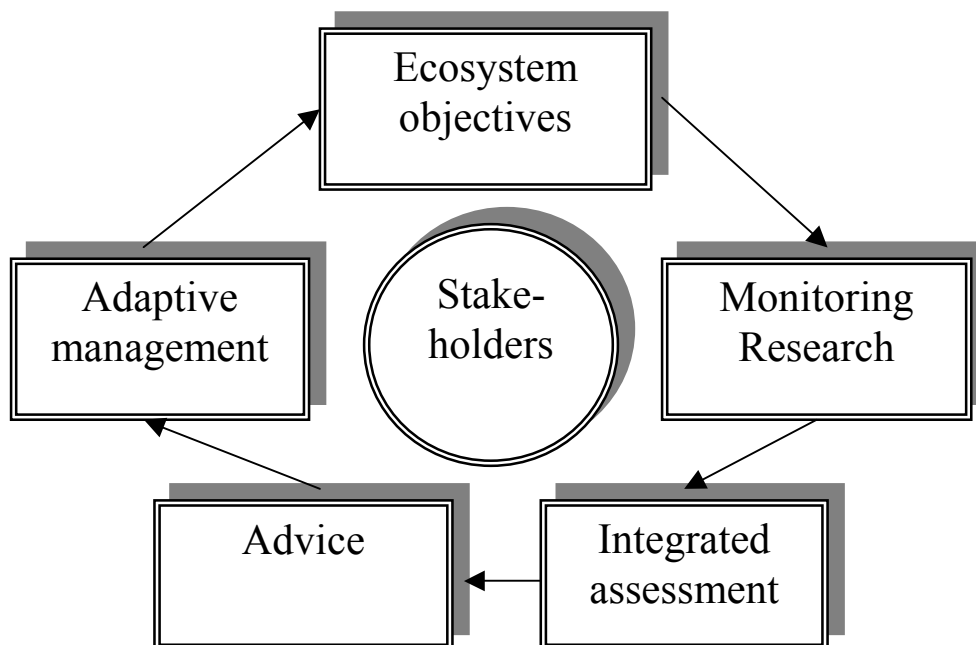 Ecosystem
objectives
Adaptive
management
Stake-
holders
Monitoring
Research
Advice
Integrated
assessment